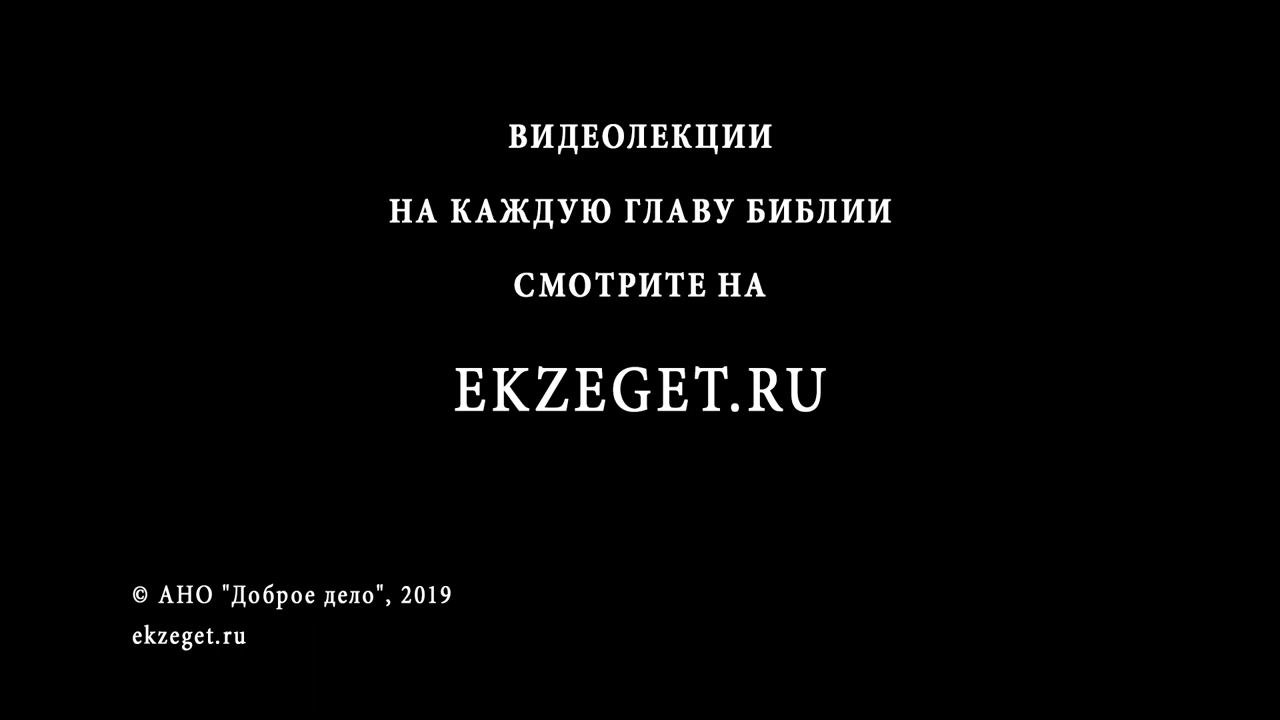 ВИДЕОЛЕКЦИИ
НА КАЖДУЮ ГЛАВУ БИБЛИИ
СМОТРИТЕ НА
EKZEGET.RU
© АНО "Доброе дело", 2019
ekzeget.ru